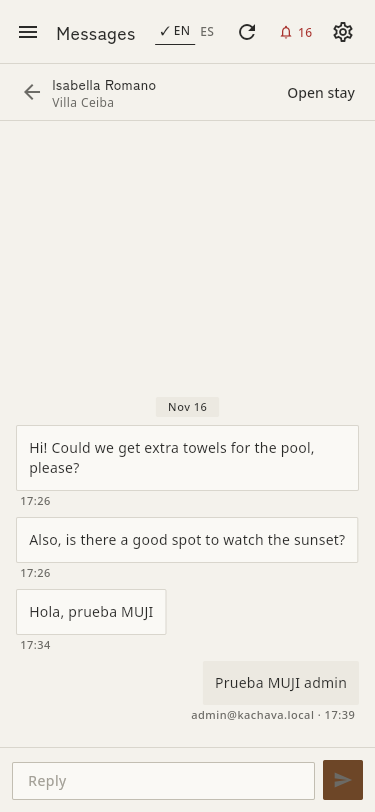 Messages
✓ EN
ES
16
Isabella Romano
Villa Ceiba
Open stay
Nov 16
Hi! Could we get extra towels for the pool,
please?
17:26
Also, is there a good spot to watch the sunset?
17:26
Hola, prueba MUJI
17:34
Prueba MUJI admin
admin@kachava.local · 17:39
Reply